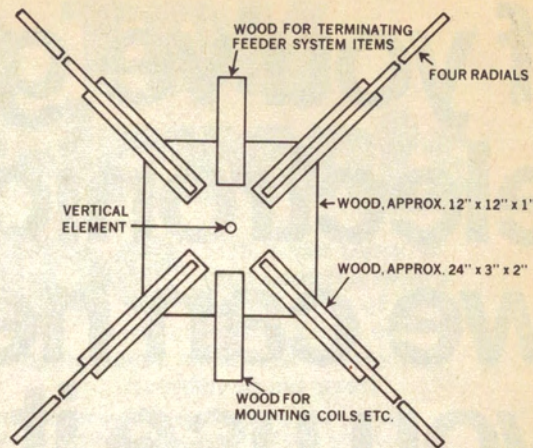 WOOD FOR TERMINATING
FEEDER SYSTEM ITEMS
FOUR RADIALS
WOOD, APPROX. 12" x 12" x 1"
VERTICAL
ELEMENT
WOOD, APPROX. 24" x 3" x 2"
WOOD FOR
MOUNTING COILS, ETC.